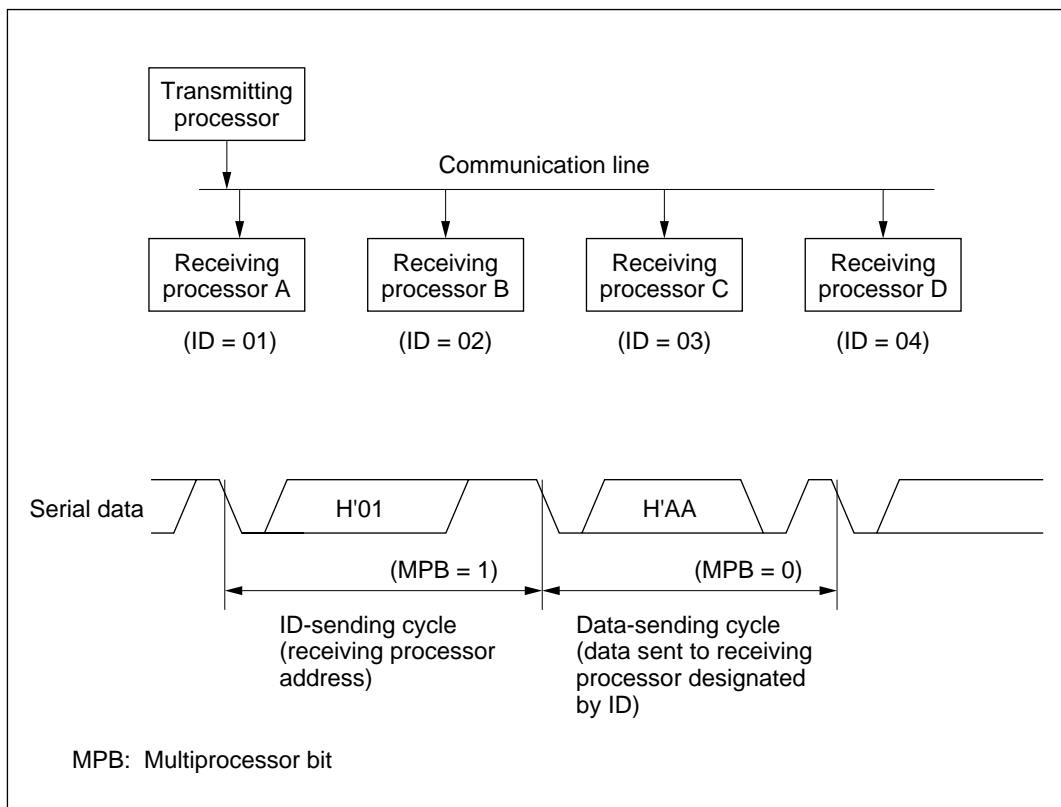 Transmitting
processor
Communication line
Receiving
processor A
Receiving
processor B
Receiving
processor C
Receiving
processor D
(ID = 01)
(ID = 02)
(ID = 03)
(ID = 04)
Serial data
H'01
H'AA
(MPB = 1)
(MPB = 0)
ID-sending cycle
(receiving processor
address)
Data-sending cycle
(data sent to receiving
processor designated
by ID)
MPB: Multiprocessor bit